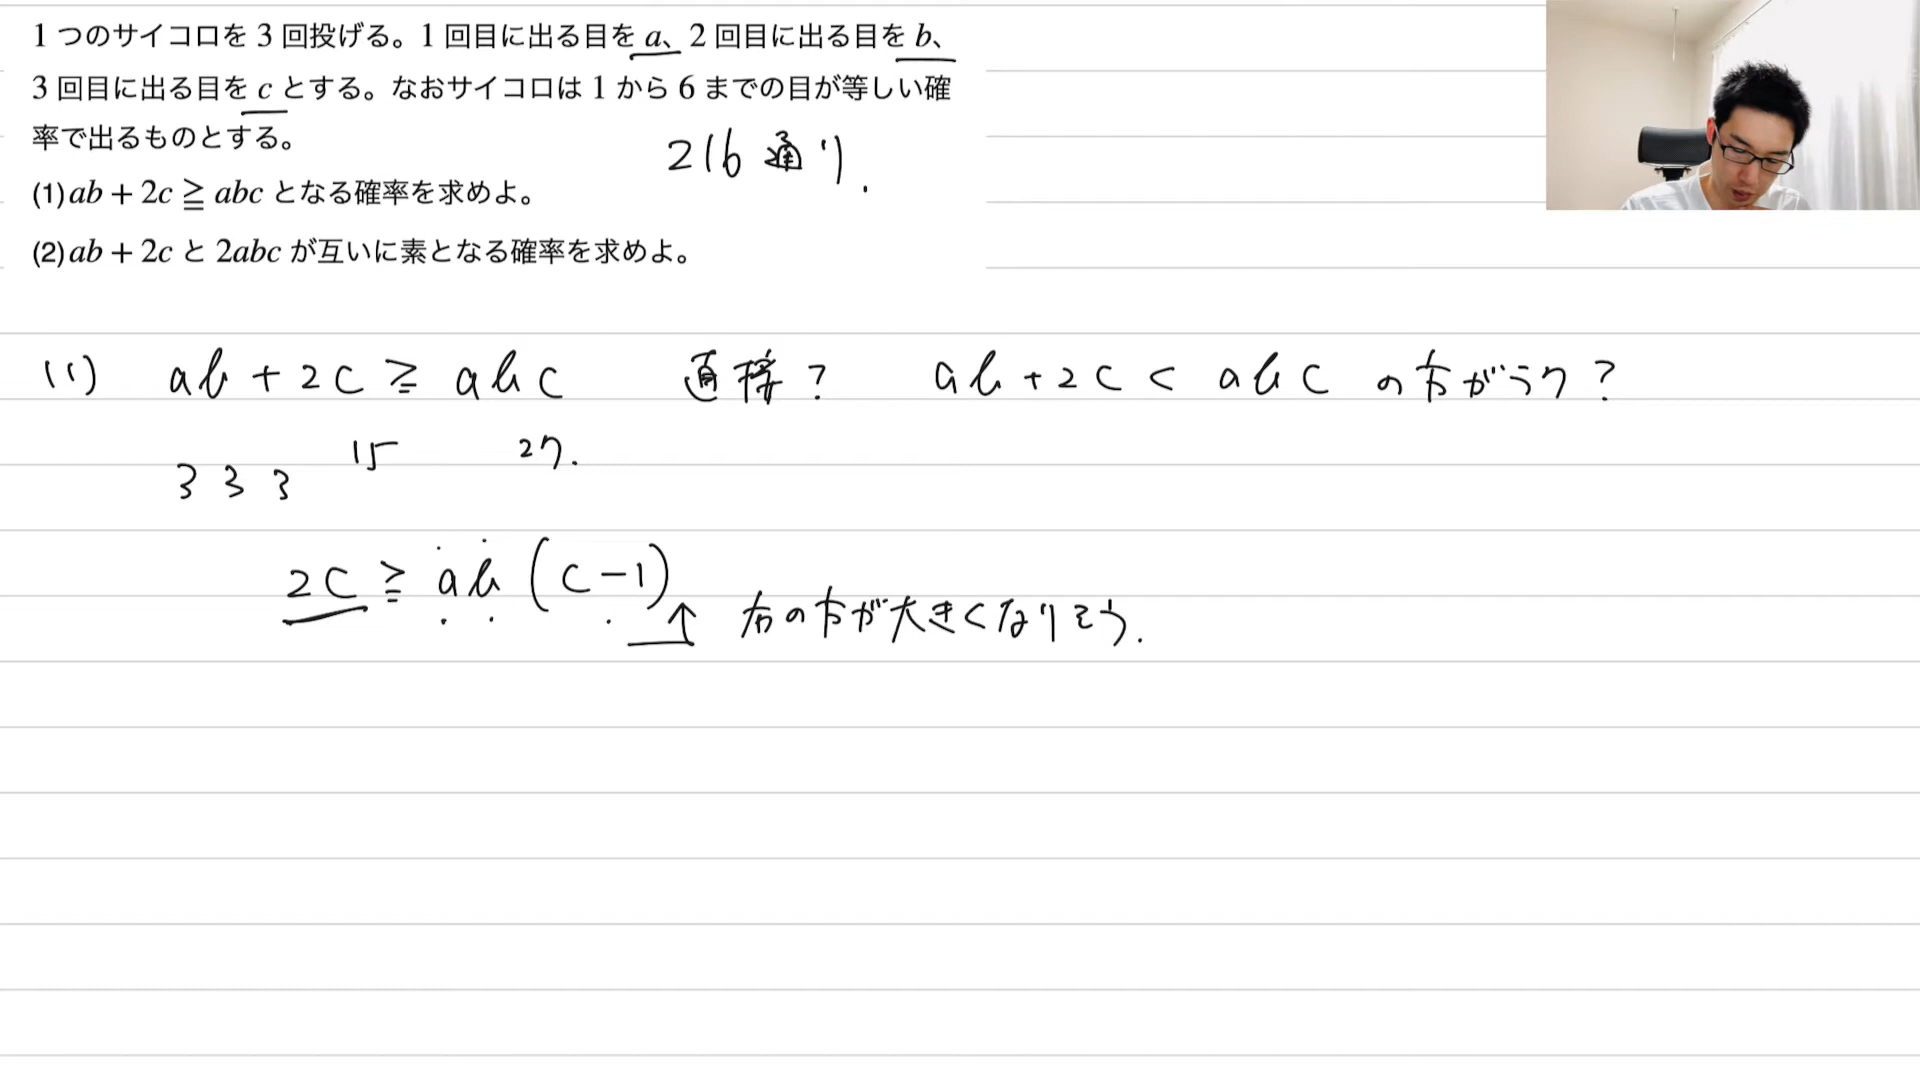 1 つのサイコロを 3 回投げる。1 回目に出る目を a、2 回目に出る目を b、
3 回目に出る目を c とする。なおサイコロは 1 から 6 までの目が等しい確
率で出るものとする。
216 通り.
(1) ab + 2c ≧ abc となる確率を求めよ。
(2) ab + 2c と 2abc が互いに素となる確率を求めよ。
(1) ab + 2c ≧ abc 直接? ab + 2c < abc の方がラク?
15 27.
3 3 3
2c ≧ ab (c-1)
↑ 右の方が大きくなりそう.